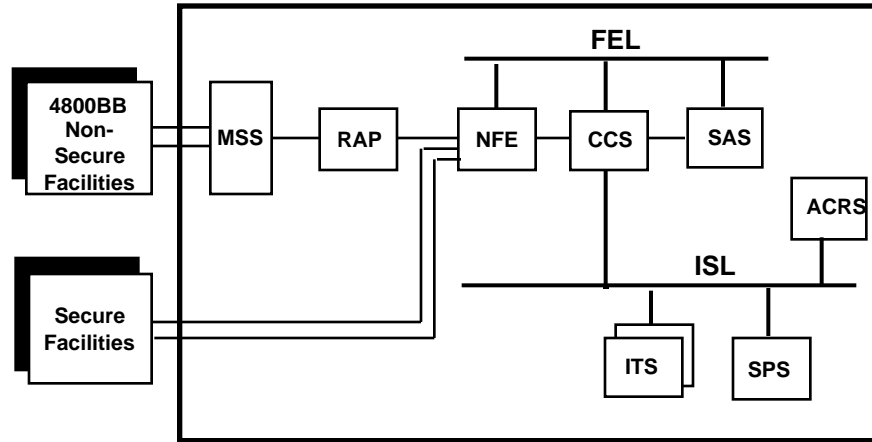 FEL
4800BB
Non-
Secure
Facilities
MSS
RAP
NFE
CCS
SAS
ACRS
ISL
Secure
Facilities
ITS
SPS